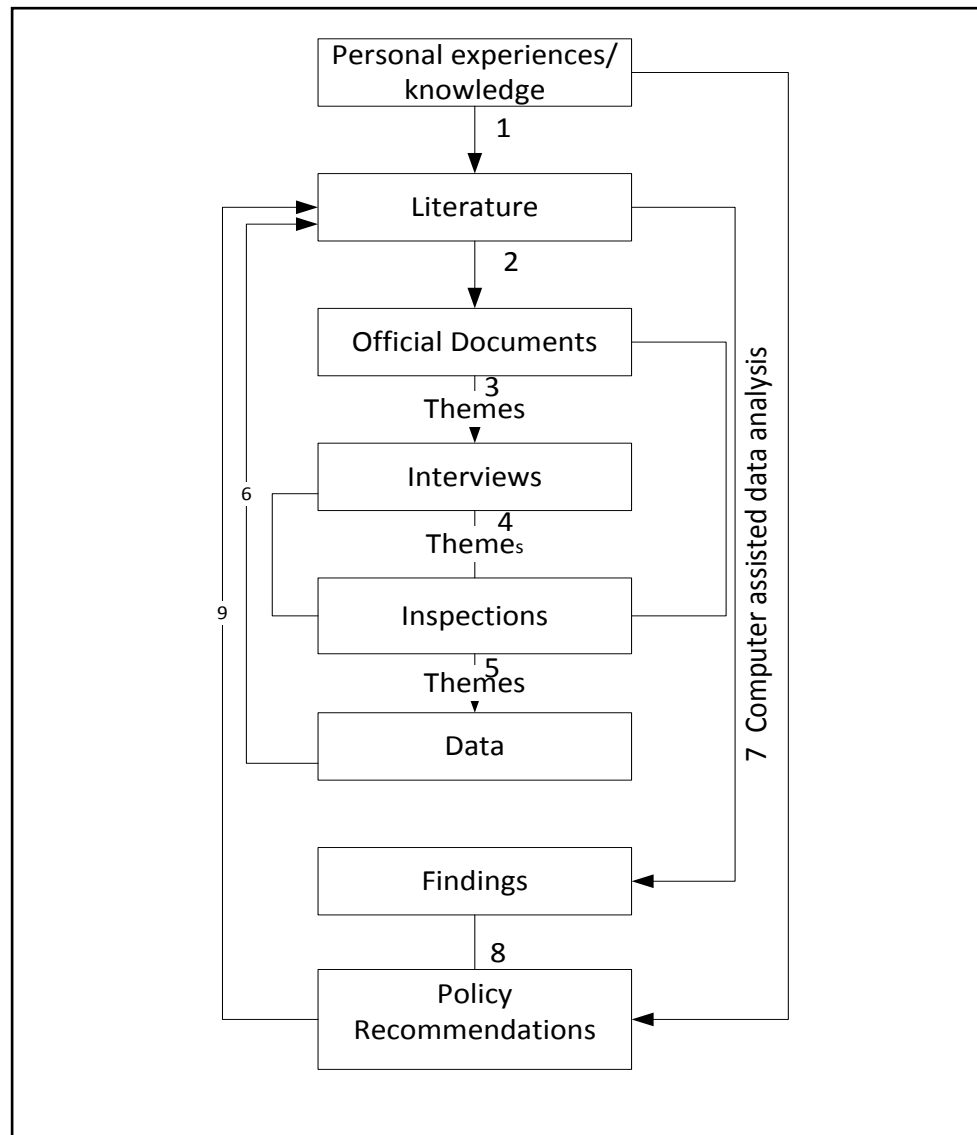 Personal experiences/
knowledge
1
Literature
2
Official Documents
3
Themes
Interviews
6
4
Themes
Inspections
9
5
Themes
Data
7 Computer assisted data analysis
Findings
8
Policy
Recommendations